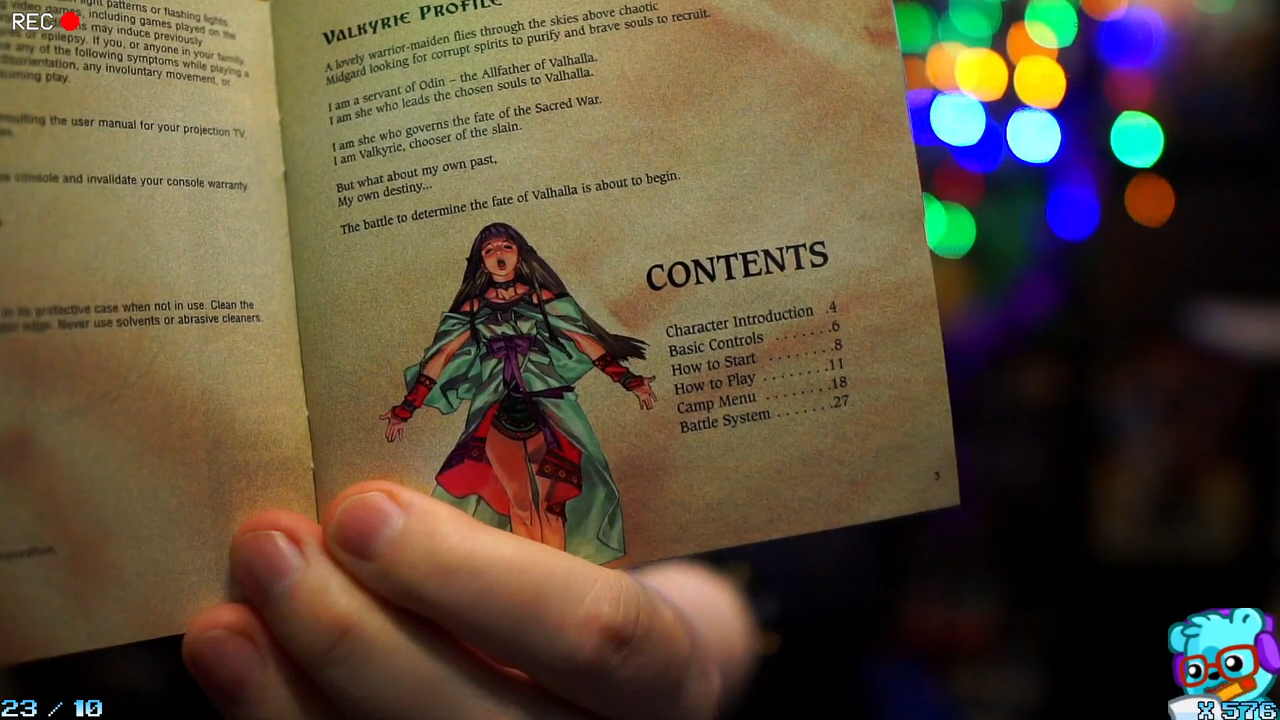 REC
light patterns or flashing lights.
video games, including games played on the
may induce previously
or epilepsy. If you, or anyone in your family
any of the following symptoms while playing a
disorientation, any involuntary movement, or
play.
the user manual for your projection TV.
console and invalidate your console warranty.
as its protective case when not in use. Clean the
edge. Never use solvents or abrasive cleaners.
VALKYRIE PROFILE
A lovely warrior-maiden flies through the skies above chaotic
Midgard looking for corrupt spirits to purify and brave souls to recruit.
I am a servant of Odin – the Allfather of Valhalla.
I am she who leads the chosen souls to Valhalla.
I am she who governs the fate of the Sacred War.
I am Valkyrie, chooser of the slain.
But what about my own past,
My own destiny...
The battle to determine the fate of Valhalla is about to begin.
CONTENTS
Character Introduction .4
Basic Controls .......6
How to Start ........8
How to Play ........11
Camp Menu ........18
Battle System .......27
3
23 / 10
X 576